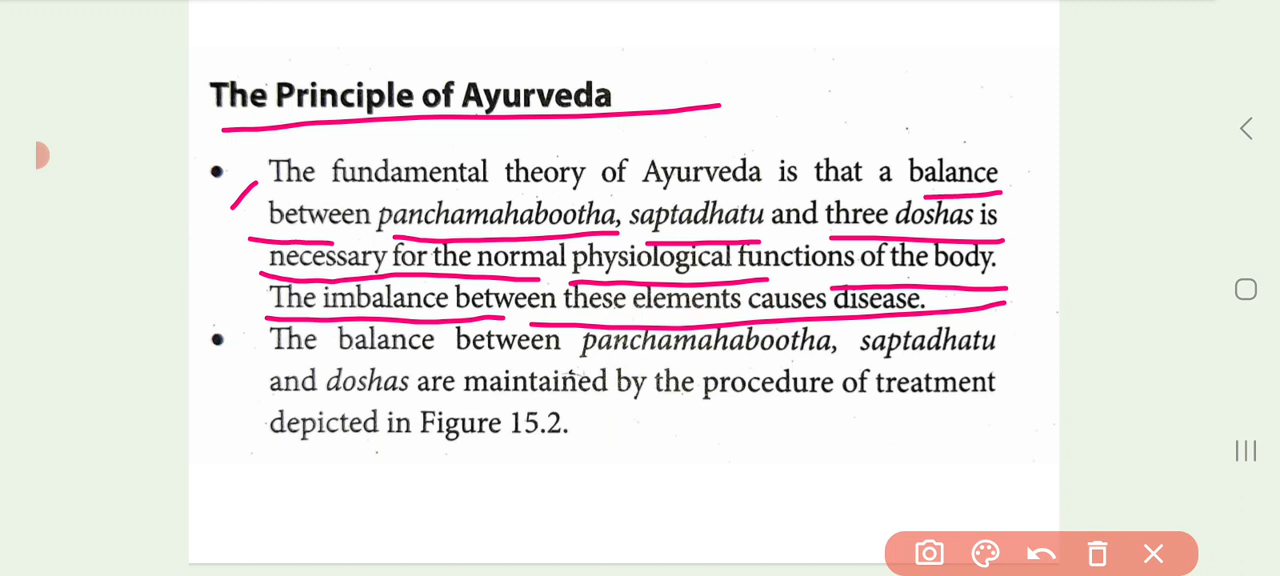 The Principle of Ayurveda
• The fundamental theory of Ayurveda is that a balance
between panchamahabootha, saptadhatu and three doshas is
necessary for the normal physiological functions of the body.
The imbalance between these elements causes disease.
• The balance between panchamahabootha, saptadhatu
and doshas are maintained by the procedure of treatment
depicted in Figure 15.2.